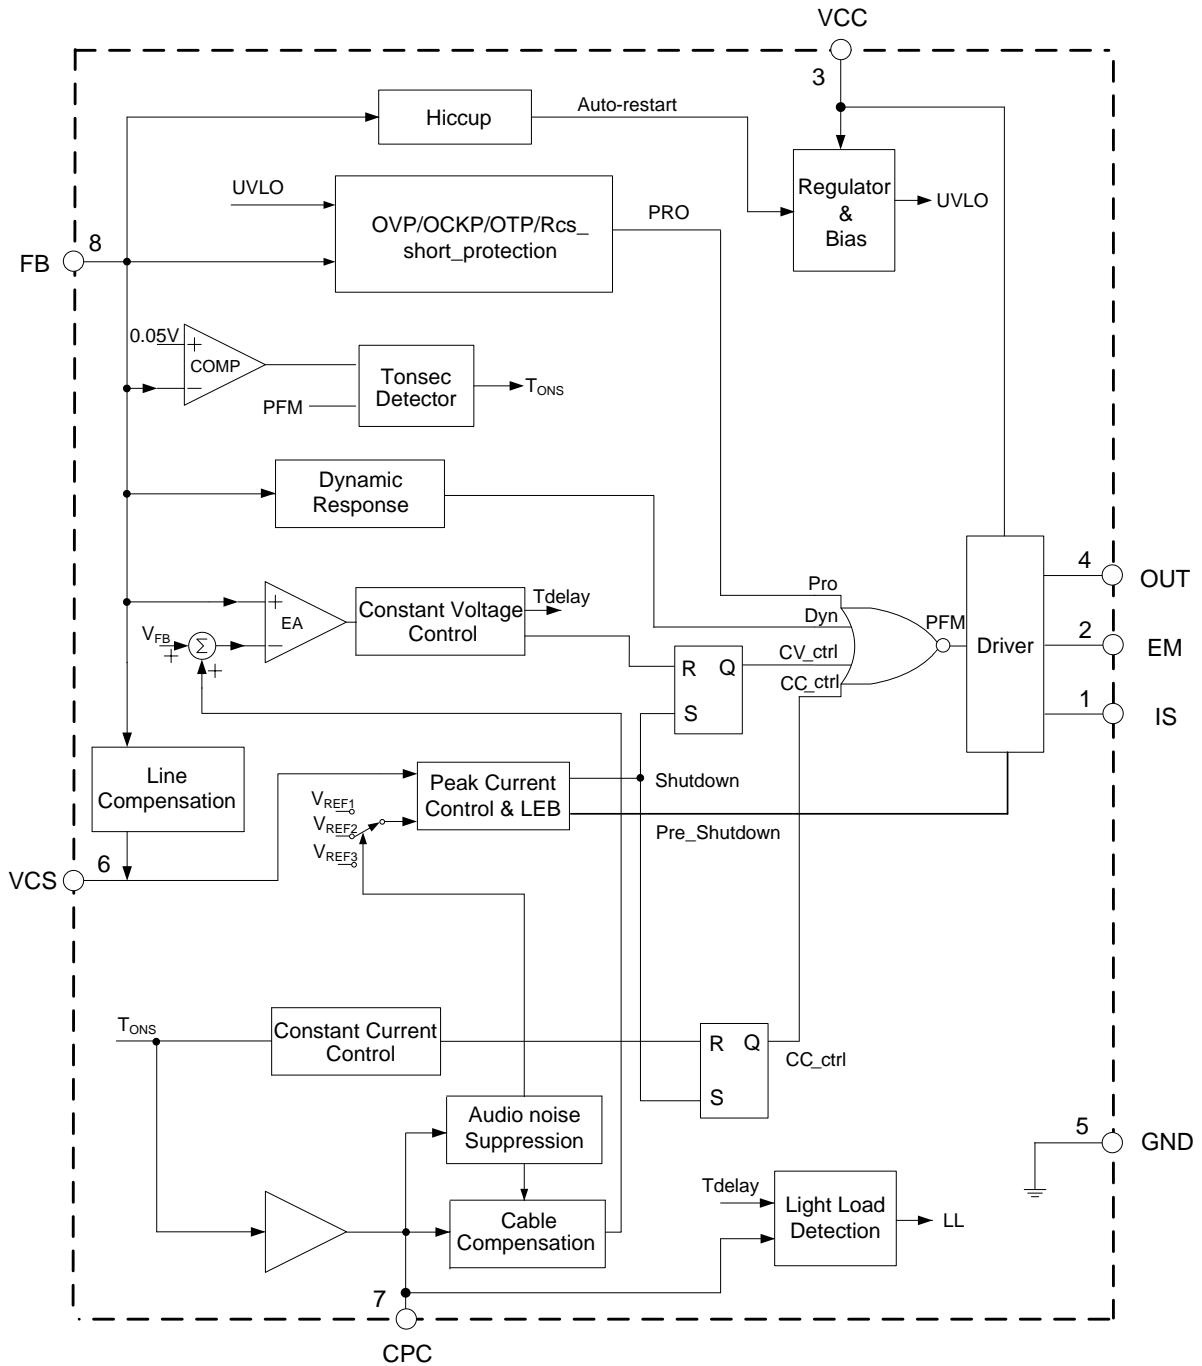 VCC
3
Hiccup
Auto-restart
Regulator
&
Bias
UVLO
UVLO
OVP/OCKP/OTP/Rcs_
short_protection
PRO
8
FB
0.05V
+
COMP
−
PFM
Tonsec
Detector
TONS
Dynamic
Response
Pro
Dyn
CV_ctrl
CC_ctrl
PFM
Driver
4
OUT
2
EM
1
IS
+
EA
−
VFB
+
Σ
+
Constant Voltage
Control
Tdelay
R
Q
S
Line
Compensation
Peak Current
Control & LEB
Shutdown
Pre_Shutdown
VREF1
VREF2
VREF3
6
VCS
TONS
Constant Current
Control
R
Q
S
CC_ctrl
Audio noise
Suppression
Cable
Compensation
Tdelay
Light Load
Detection
LL
5
GND
7
CPC